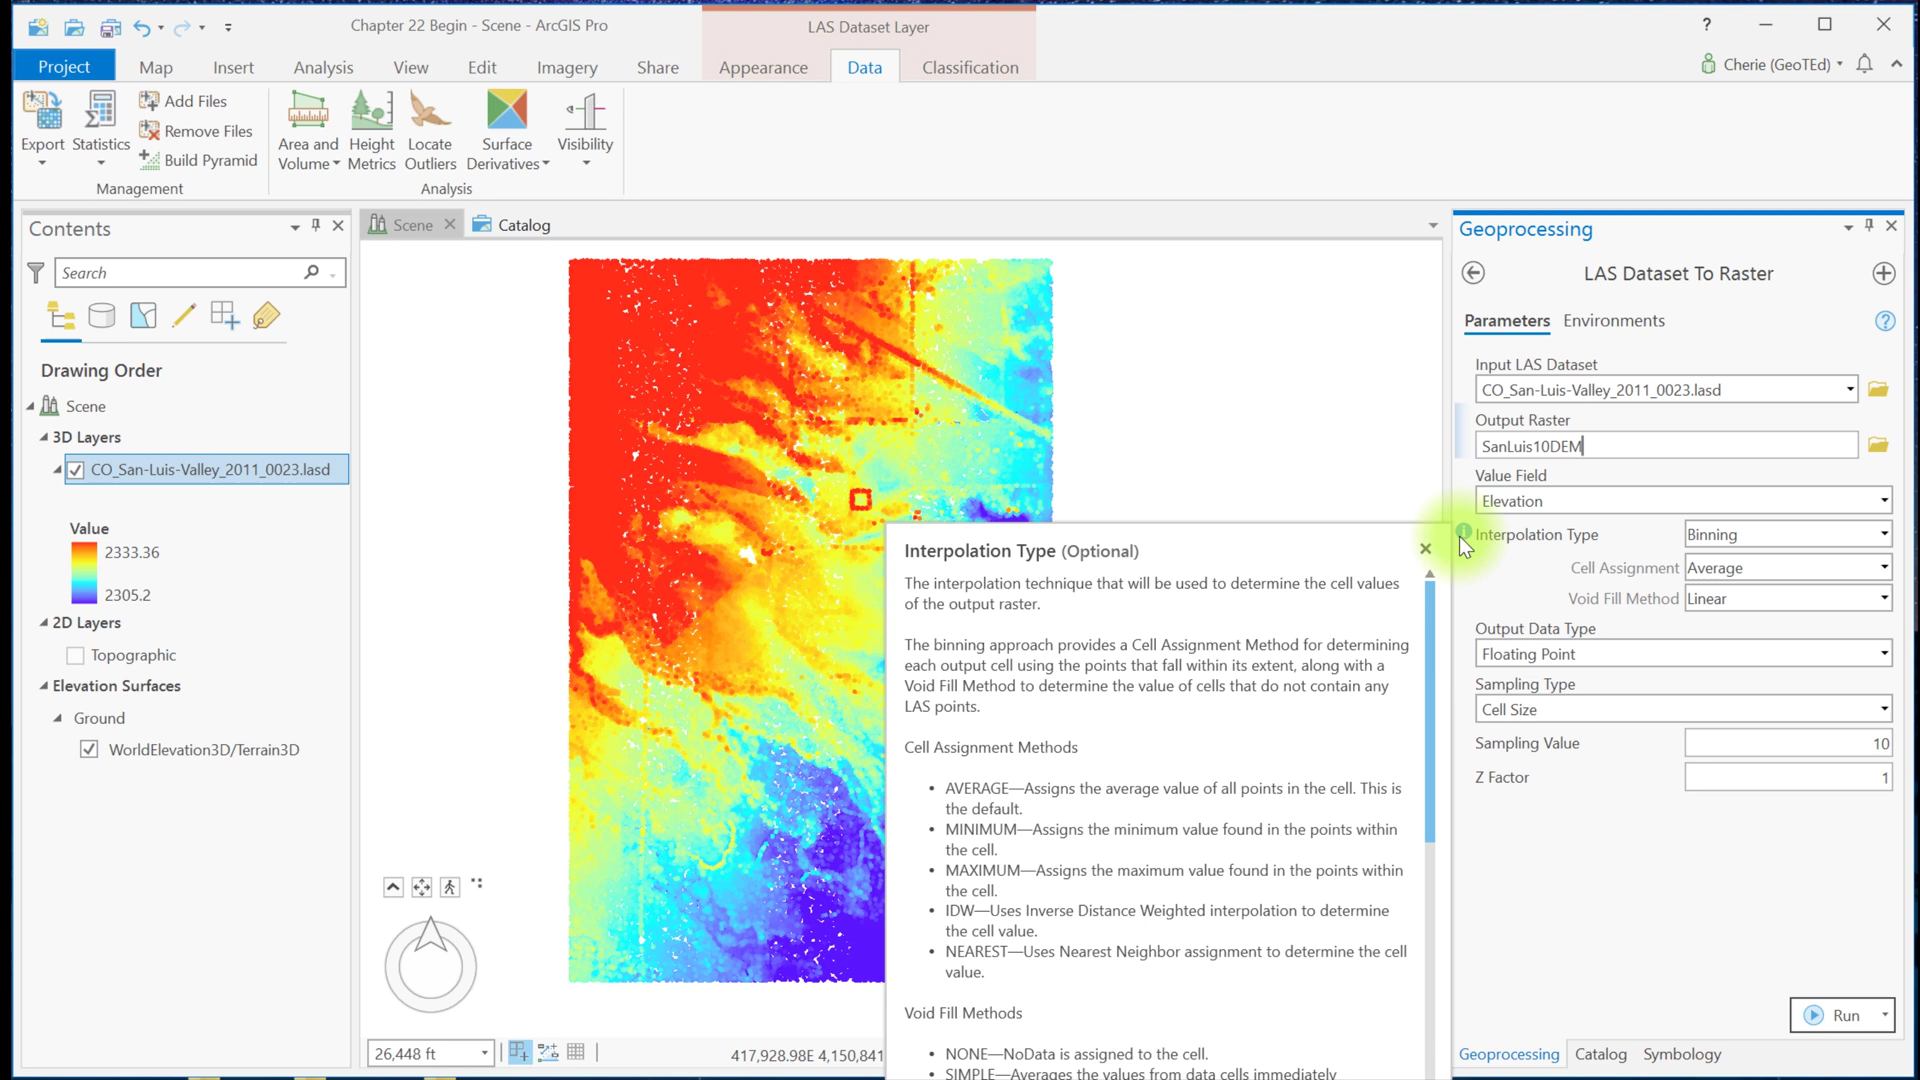 Chapter 22 Begin - Scene - ArcGIS Pro
LAS Dataset Layer
?
Project
Map
Insert
Analysis
View
Edit
Imagery
Share
Appearance
Data
Classification
Cherie (GeoTEd)
Export
Statistics
Add Files
Remove Files
Build Pyramid
Management
Area and
Volume
Height
Metrics
Locate
Outliers
Surface
Derivatives
Visibility
Analysis
Contents
Search
Drawing Order
Scene
3D Layers
CO_San-Luis-Valley_2011_0023.lasd
Value
2333.36
2305.2
2D Layers
Topographic
Elevation Surfaces
Ground
WorldElevation3D/Terrain3D
Scene
Catalog
26,448 ft
417,928.98E 4,150,841
Interpolation Type (Optional)
The interpolation technique that will be used to determine the cell values
of the output raster.
The binning approach provides a Cell Assignment Method for determining
each output cell using the points that fall within its extent, along with a
Void Fill Method to determine the value of cells that do not contain any
LAS points.
Cell Assignment Methods
• AVERAGE—Assigns the average value of all points in the cell. This is
the default.
• MINIMUM—Assigns the minimum value found in the points within
the cell.
• MAXIMUM—Assigns the maximum value found in the points within
the cell.
• IDW—Uses Inverse Distance Weighted interpolation to determine
the cell value.
• NEAREST—Uses Nearest Neighbor assignment to determine the cell
value.
Void Fill Methods
• NONE—NoData is assigned to the cell.
• SIMPLE—Averages the values from data cells immediately
Geoprocessing
LAS Dataset To Raster
Parameters
Environments
?
Input LAS Dataset
CO_San-Luis-Valley_2011_0023.lasd
Output Raster
SanLuis10DEM
Value Field
Elevation
Interpolation Type
Binning
Cell Assignment
Average
Void Fill Method
Linear
Output Data Type
Floating Point
Sampling Type
Cell Size
Sampling Value
10
Z Factor
1
Run
Geoprocessing
Catalog
Symbology